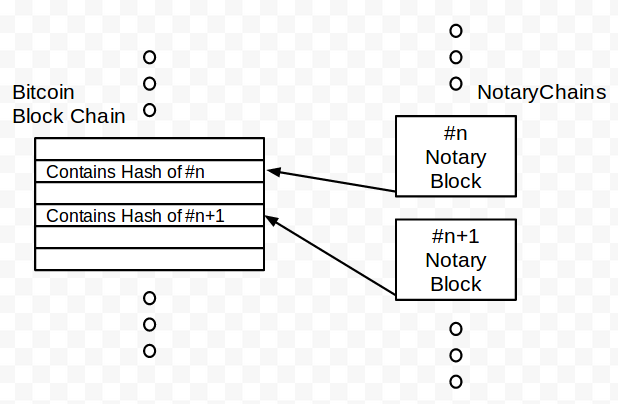 Bitcoin
Block Chain
Contains Hash of #n
Contains Hash of #n+1
NotaryChains
#n
Notary
Block
#n+1
Notary
Block